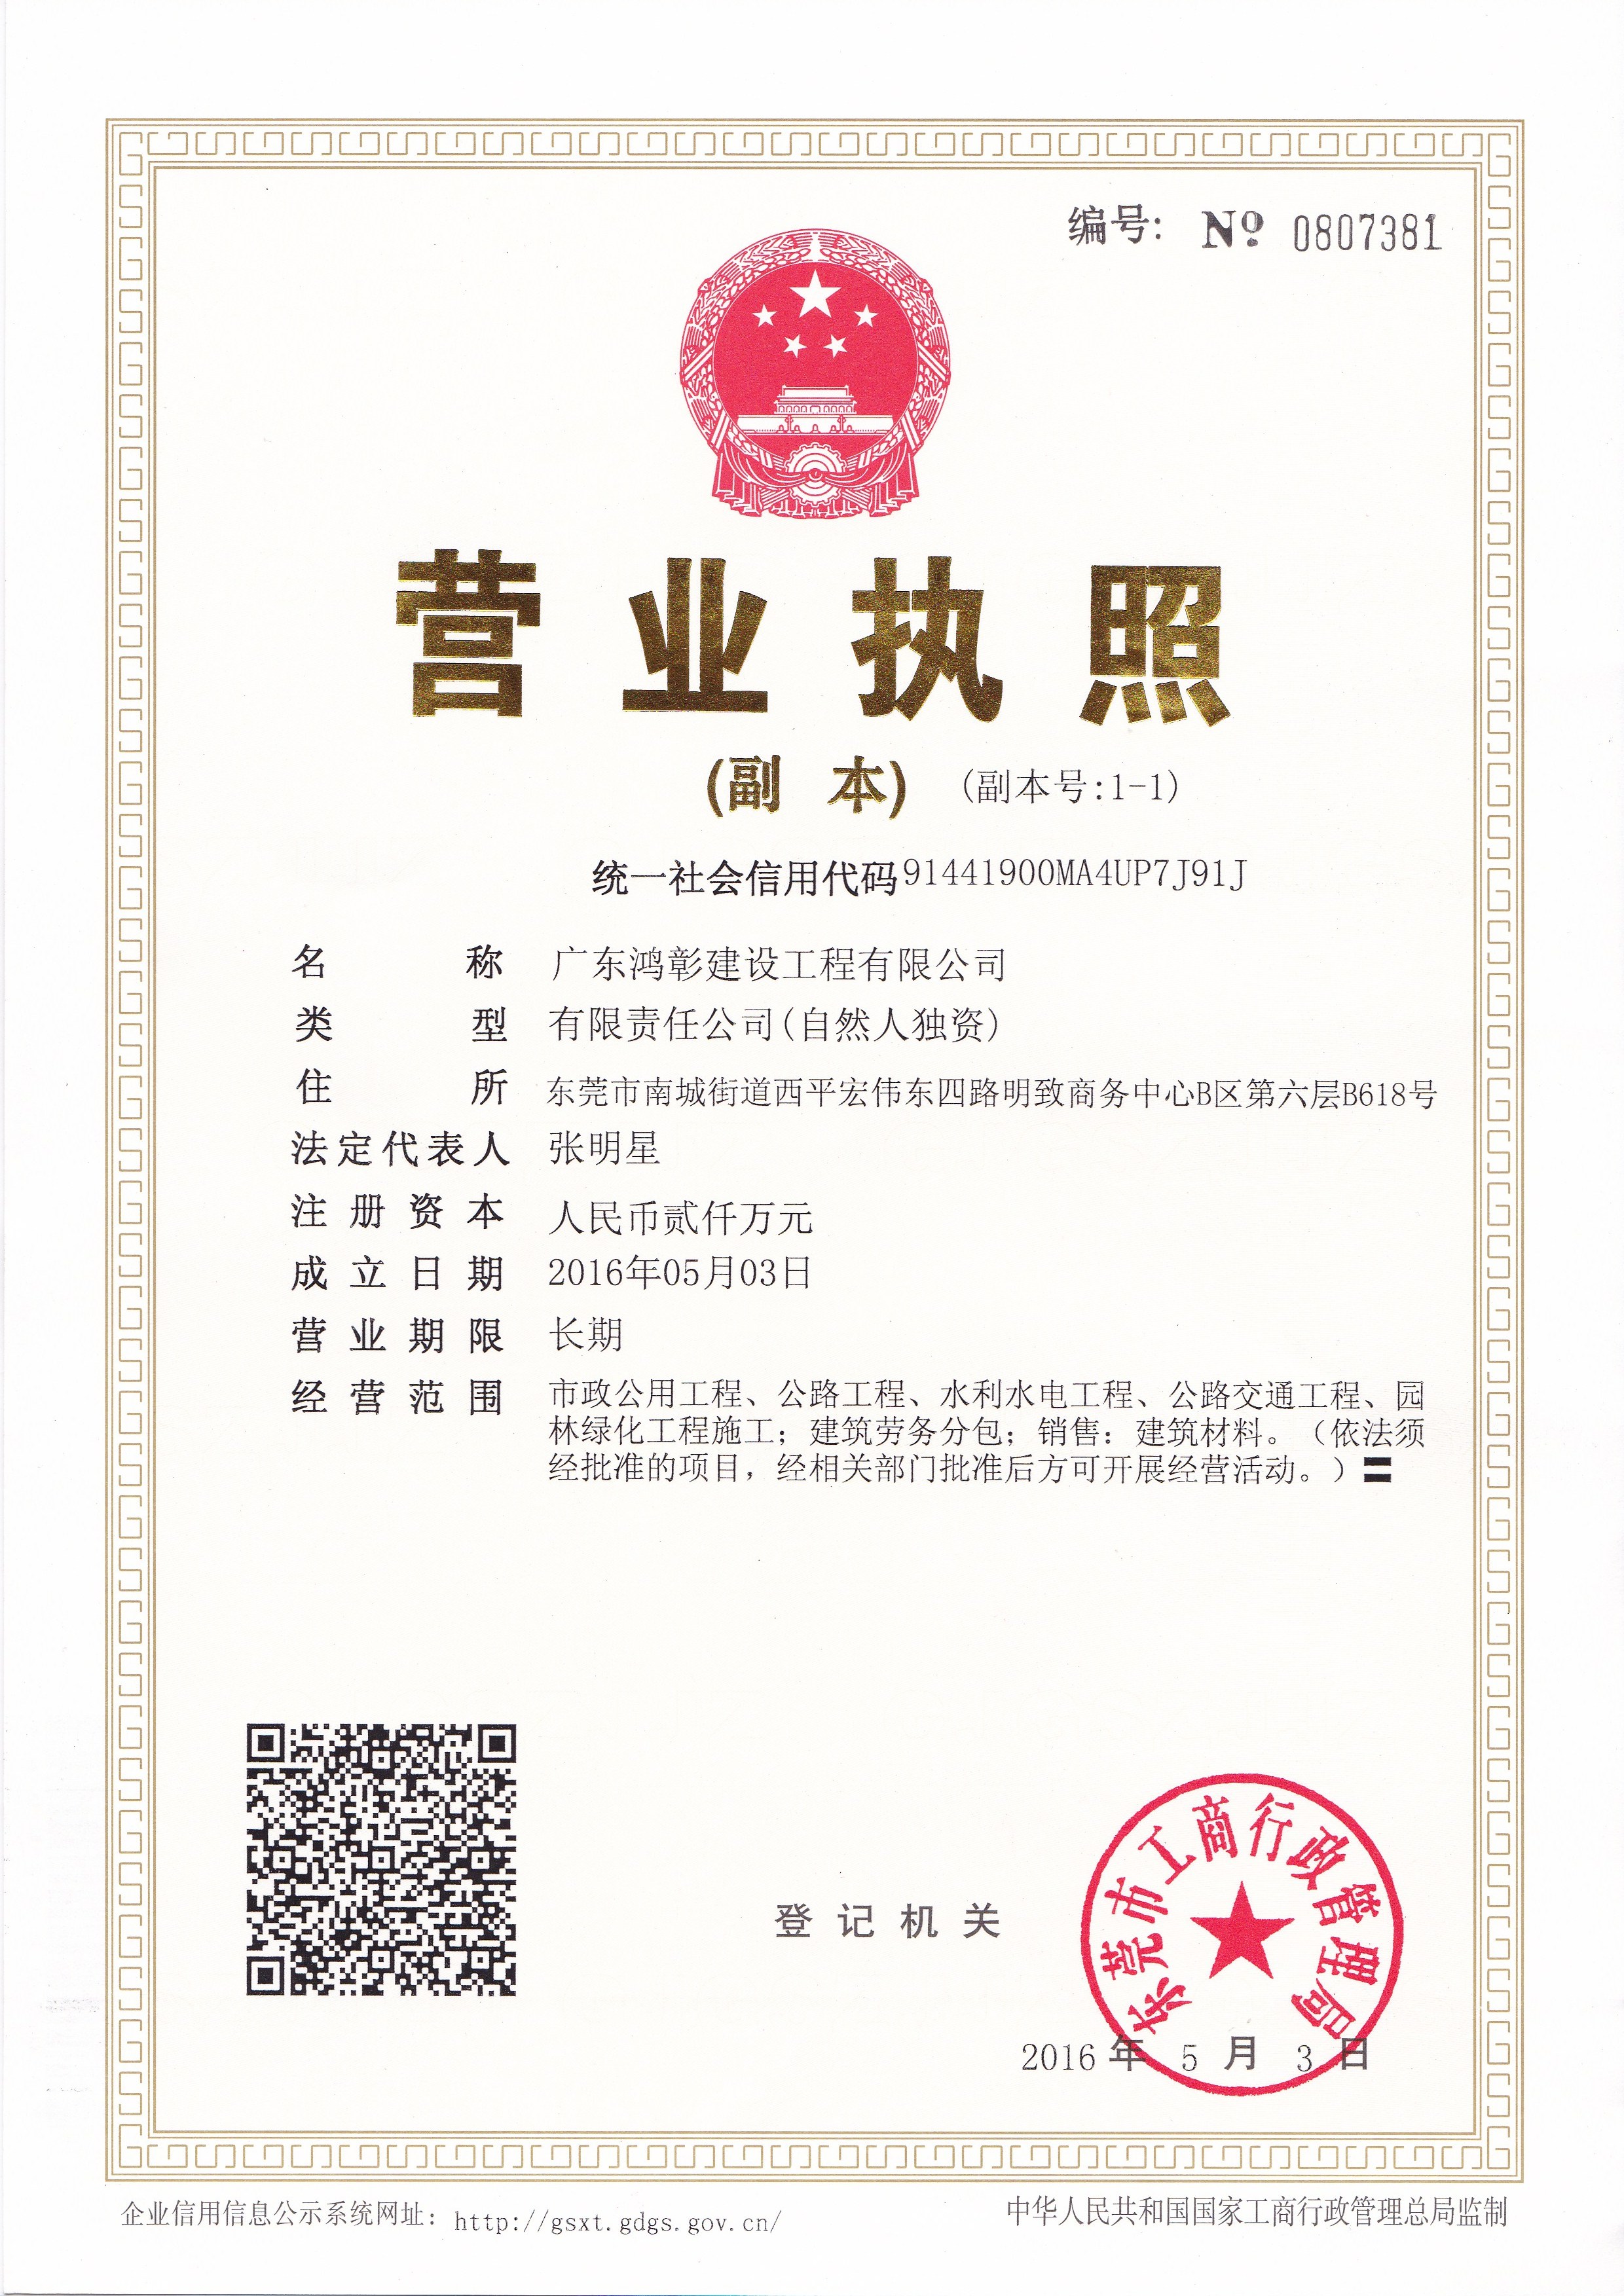 编号： No 0807381
营业执照
(副 本) (副本号:1-1)
统一社会信用代码91441900MA4UP7J91J
名称 广东鸿彰建设工程有限公司
类型 有限责任公司(自然人独资)
住所 东莞市南城街道西平宏伟东四路明致商务中心B区第六层B618号
法定代表人 张明星
注册资本 人民币贰仟万元
成立日期 2016年05月03日
营业期限 长期
经营范围 市政公用工程、公路工程、水利水电工程、公路交通工程、园
林绿化工程施工；建筑劳务分包；销售：建筑材料。（依法须
经批准的项目，经相关部门批准后方可开展经营活动。）〓
东莞市工商行政管理局
登记机关
2016 年 5 月 3 日
企业信用信息公示系统网址：http://gsxt.gdgs.gov.cn/
中华人民共和国国家工商行政管理总局监制